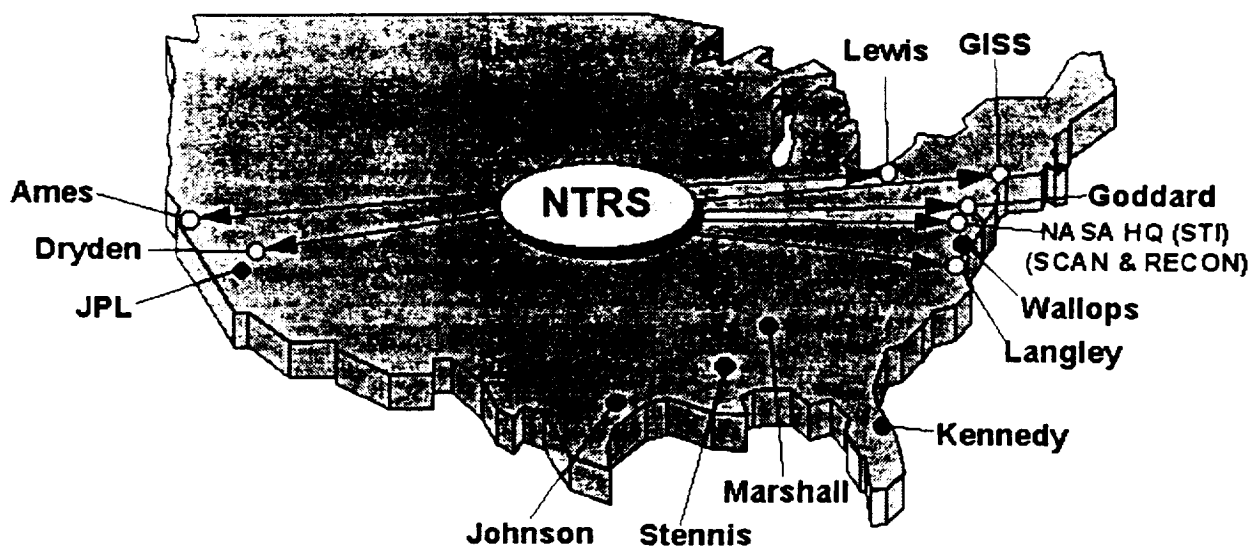 Lewis
GISS
Ames
NTRS
Goddard
Dryden
NASA HQ (STI)
(SCAN & RECON)
JPL
Wallops
Langley
Kennedy
Marshall
Johnson
Stennis